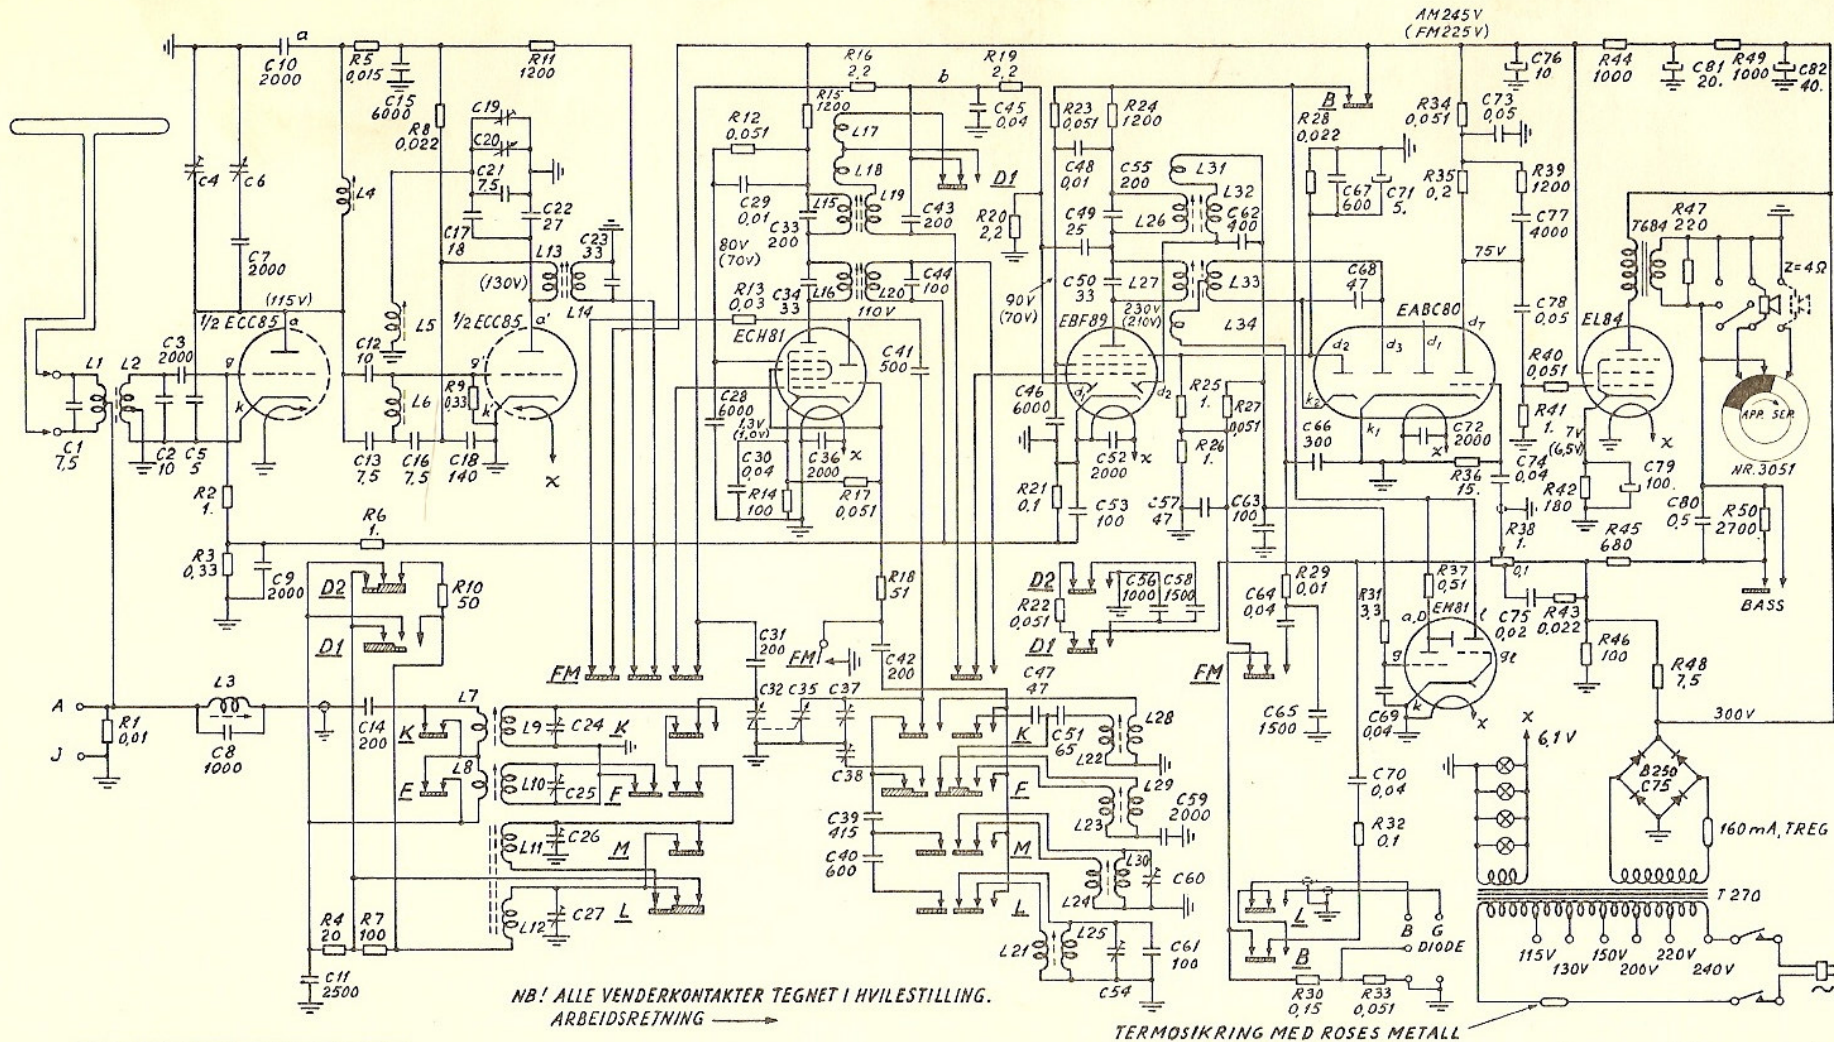 AM 245V
(FM 225V)
C10
2000
a
R5
0,015
C15
6000
R11
1200
R8
0,022
C19
C20
C21
7,5
C22
27
C17
18
C4
C6
C7
2000
L4
L5
L6
(115V)
½ ECC85
a
g
k
C3
2000
L1
L2
C1
7,5
C2
10
C5
5
C12
10
R9
0,33
C13
7,5
C16
7,5
C18
140
½ ECC85
a'
g'
k'
x
(130V)
L13
L14
C23
33
R2
1.
R3
0,33
C9
2000
R6
1.
R16
2,2
R15
1200
R12
0,051
C29
0,01
L17
L18
L15
L19
C33
200
C43
200
80V
(70V)
R13
0,03
C34
33
L16
L20
C44
100
110V
ECH81
C41
500
C28
6000
1,3V
(1,0V)
C30
0,04
C36
2000
x
R14
100
R17
0,051
R18
51
b
R19
2,2
C45
0,04
D1
R20
2,2
R23
0,051
R24
1200
C48
0,01
C55
200
C49
25
L26
L31
L32
C62
400
C50
33
L27
L33
L34
90V
(70V)
230V
(210V)
EBF89
C46
6000
d1
d2
C52
2000
x
R21
0,1
C53
100
R25
1.
R26
1.
R27
0,051
C57
47
C63
100
B
R28
0,022
C67
600
C71
5.
R34
0,051
C73
0,05
R35
0,2
R39
1200
C77
4000
75V
C78
0,05
C68
47
EABC80
d2
d3
d1
dT
k2
k1
C66
300
C72
2000
x
R36
15.
C74
0,04
R38
1.
0,1
R40
0,051
R41
1.
EL84
7V
(6,5V)
x
R42
180
C79
100.
C76
10
R44
1000
C81
20.
R49
1000
C82
40.
T684
R47
220
Z=4Ω
APP. SER.
NR. 3051
C80
0,5
R50
2700
R45
680
BASS
D2
D1
R10
50
A
J
R1
0,01
L3
C8
1000
C14
200
L7
L8
K
F
L9
C24
K
L10
C25
F
L11
C26
M
L12
C27
L
FM
R4
20
R7
100
C11
2500
C31
200
C32
C35
C37
C38
FM
C42
200
C39
415
C40
600
C47
47
C51
65
K
F
M
L
L22
L28
L29
L23
C59
2000
L30
C60
L24
L21
L25
C61
100
C54
D2
R22
0,051
D1
C56
1000
C58
1500
FM
C64
0,04
R29
0,01
C65
1500
R31
3,3
R37
0,51
EM81
a,D
l
g
gl
k
x
C69
0,04
C70
0,04
R32
0,1
C75
0,02
R43
0,022
R46
100
R48
7,5
300V
B250
C75
160 mA, TREG
x
6,1V
T 270
L
B
B
G
DIODE
R30
0,15
R33
0,051
115V
130V
150V
200V
220V
240V
NB! ALLE VENDERKONTAKTER TEGNET I HVILESTILLING.
ARBEIDSRETNING
TERMOSIKRING MED ROSES METALL